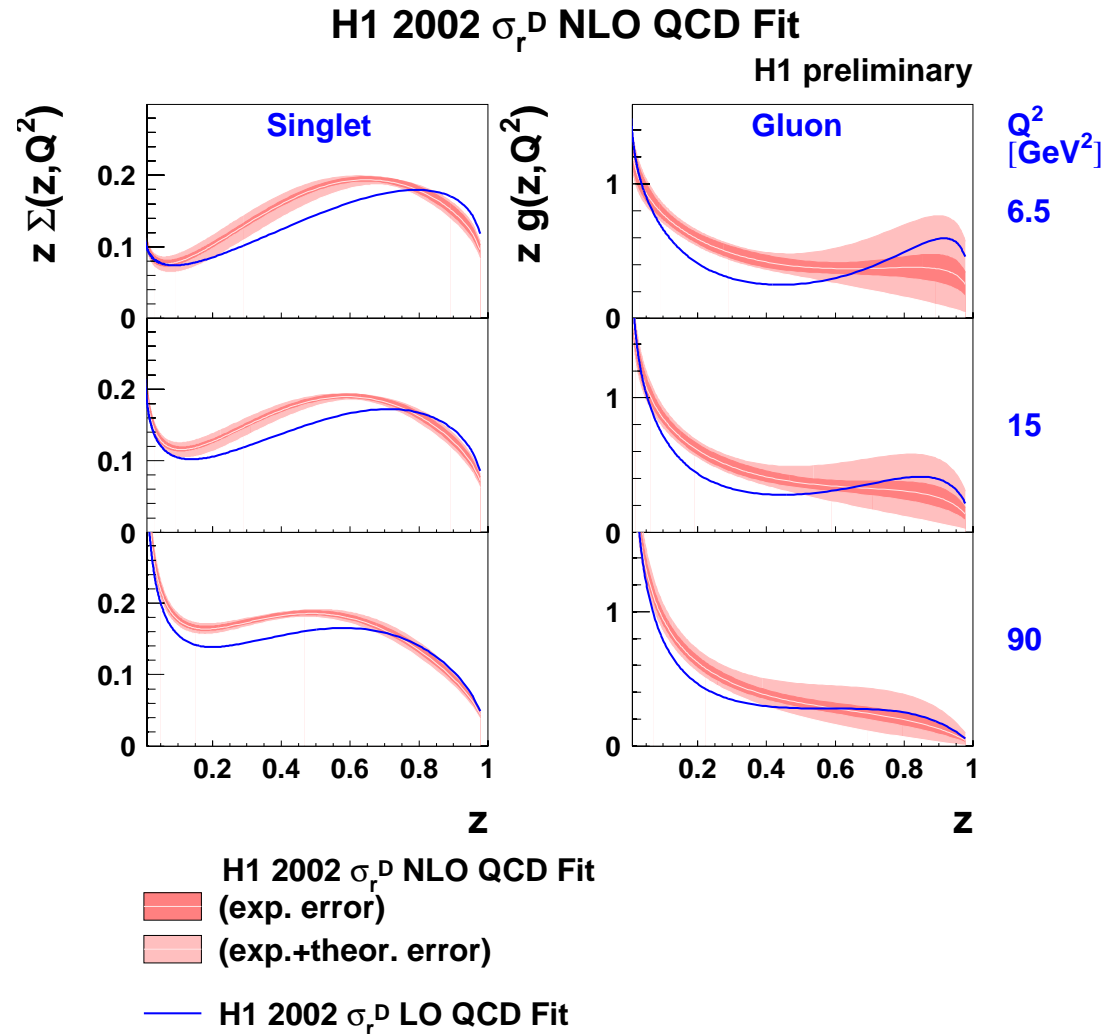 H1 2002 σ_r^D NLO QCD Fit
H1 preliminary
z Σ(z,Q²)
Singlet
0.2
0.1
0
0.2
0.1
0
0.2
0.1
0
0.2 0.4 0.6 0.8 1
z
z g(z,Q²)
Gluon
1
0
1
0
1
0
0.2 0.4 0.6 0.8 1
z
Q²
[GeV²]
6.5
15
90
H1 2002 σ_r^D NLO QCD Fit
(exp. error)
(exp.+theor. error)
H1 2002 σ_r^D LO QCD Fit